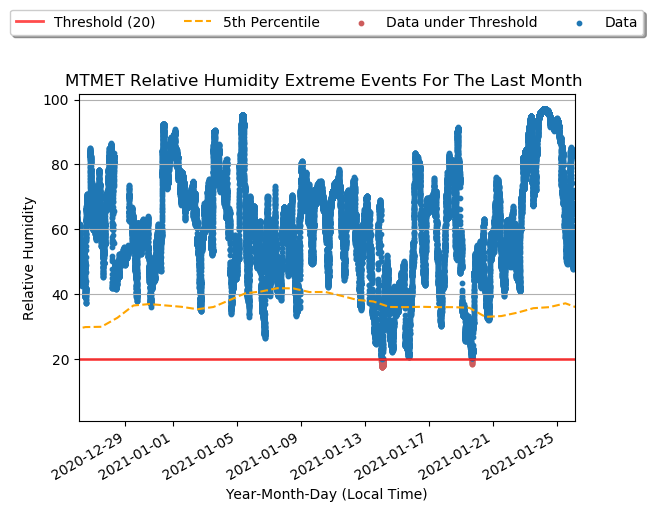 Threshold (20) 5th Percentile Data under Threshold Data
MTMET Relative Humidity Extreme Events For The Last Month
100
80
60
40
20
Relative Humidity
2020-12-29 2021-01-01 2021-01-05 2021-01-09 2021-01-13 2021-01-17 2021-01-21 2021-01-25
Year-Month-Day (Local Time)